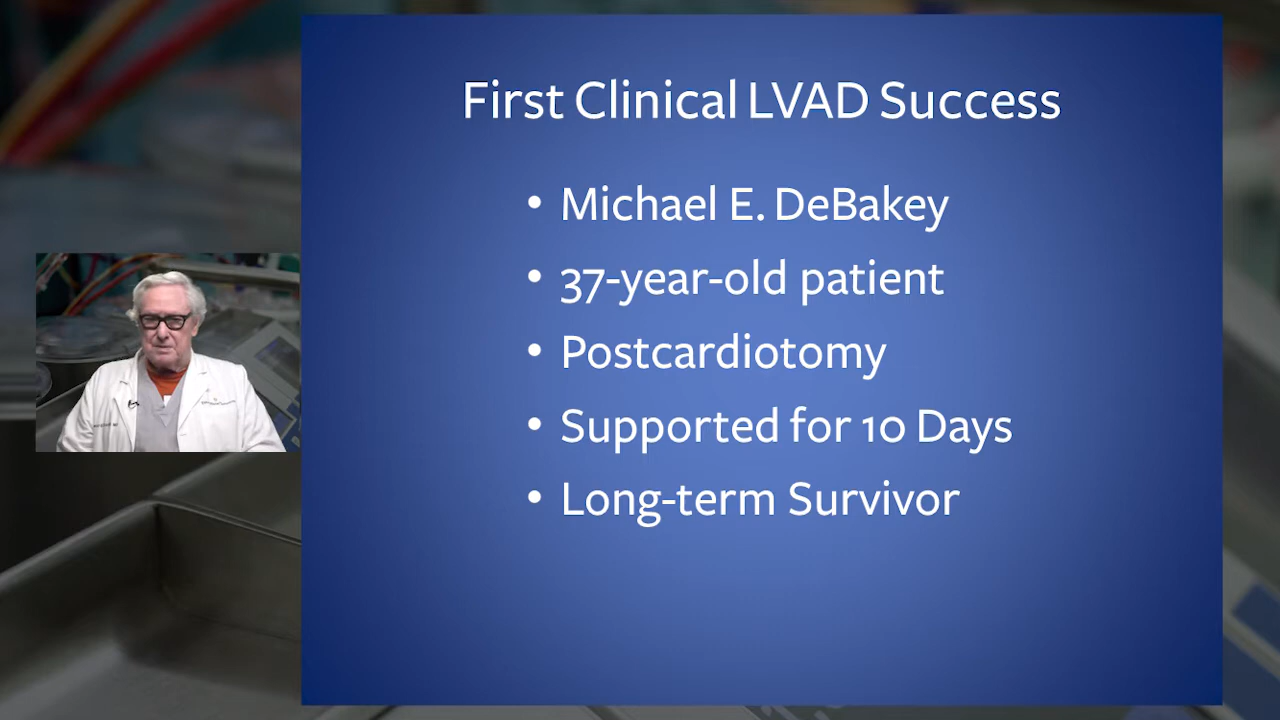 First Clinical LVAD Success
• Michael E. DeBakey
• 37-year-old patient
• Postcardiotomy
• Supported for 10 Days
• Long-term Survivor